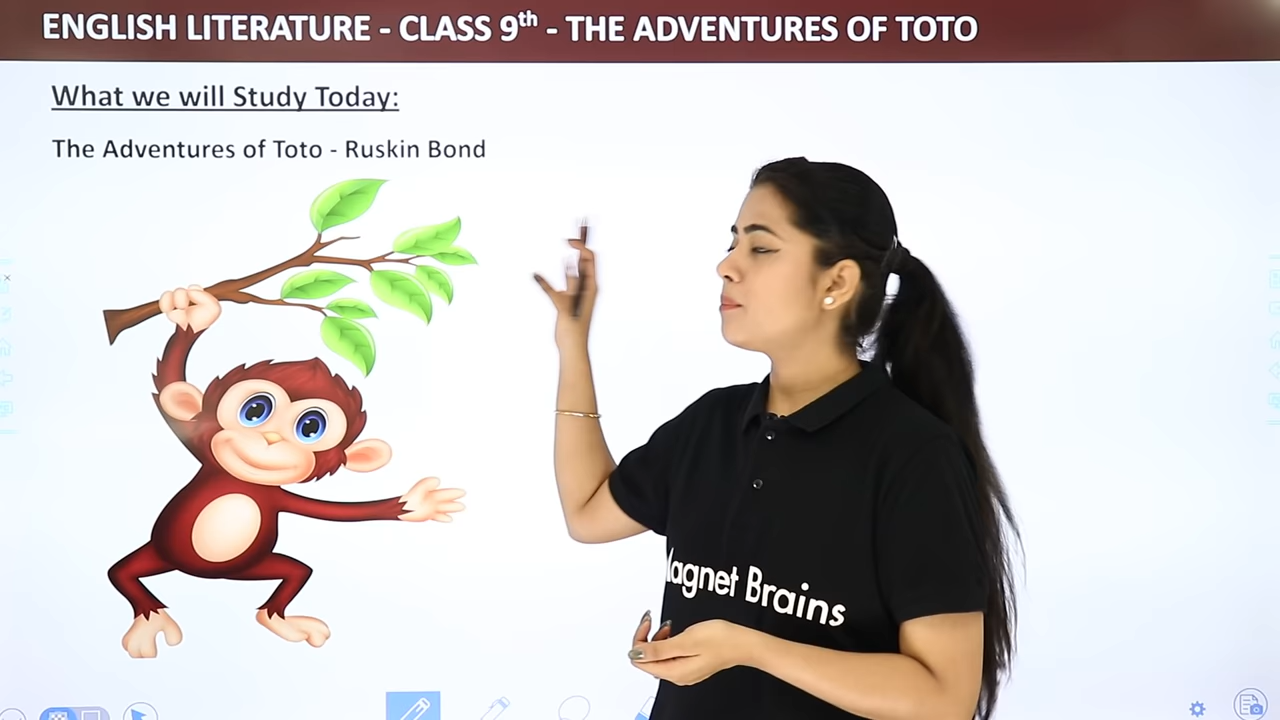 ENGLISH LITERATURE - CLASS 9th - THE ADVENTURES OF TOTO
What we will Study Today:
The Adventures of Toto - Ruskin Bond
Magnet Brains